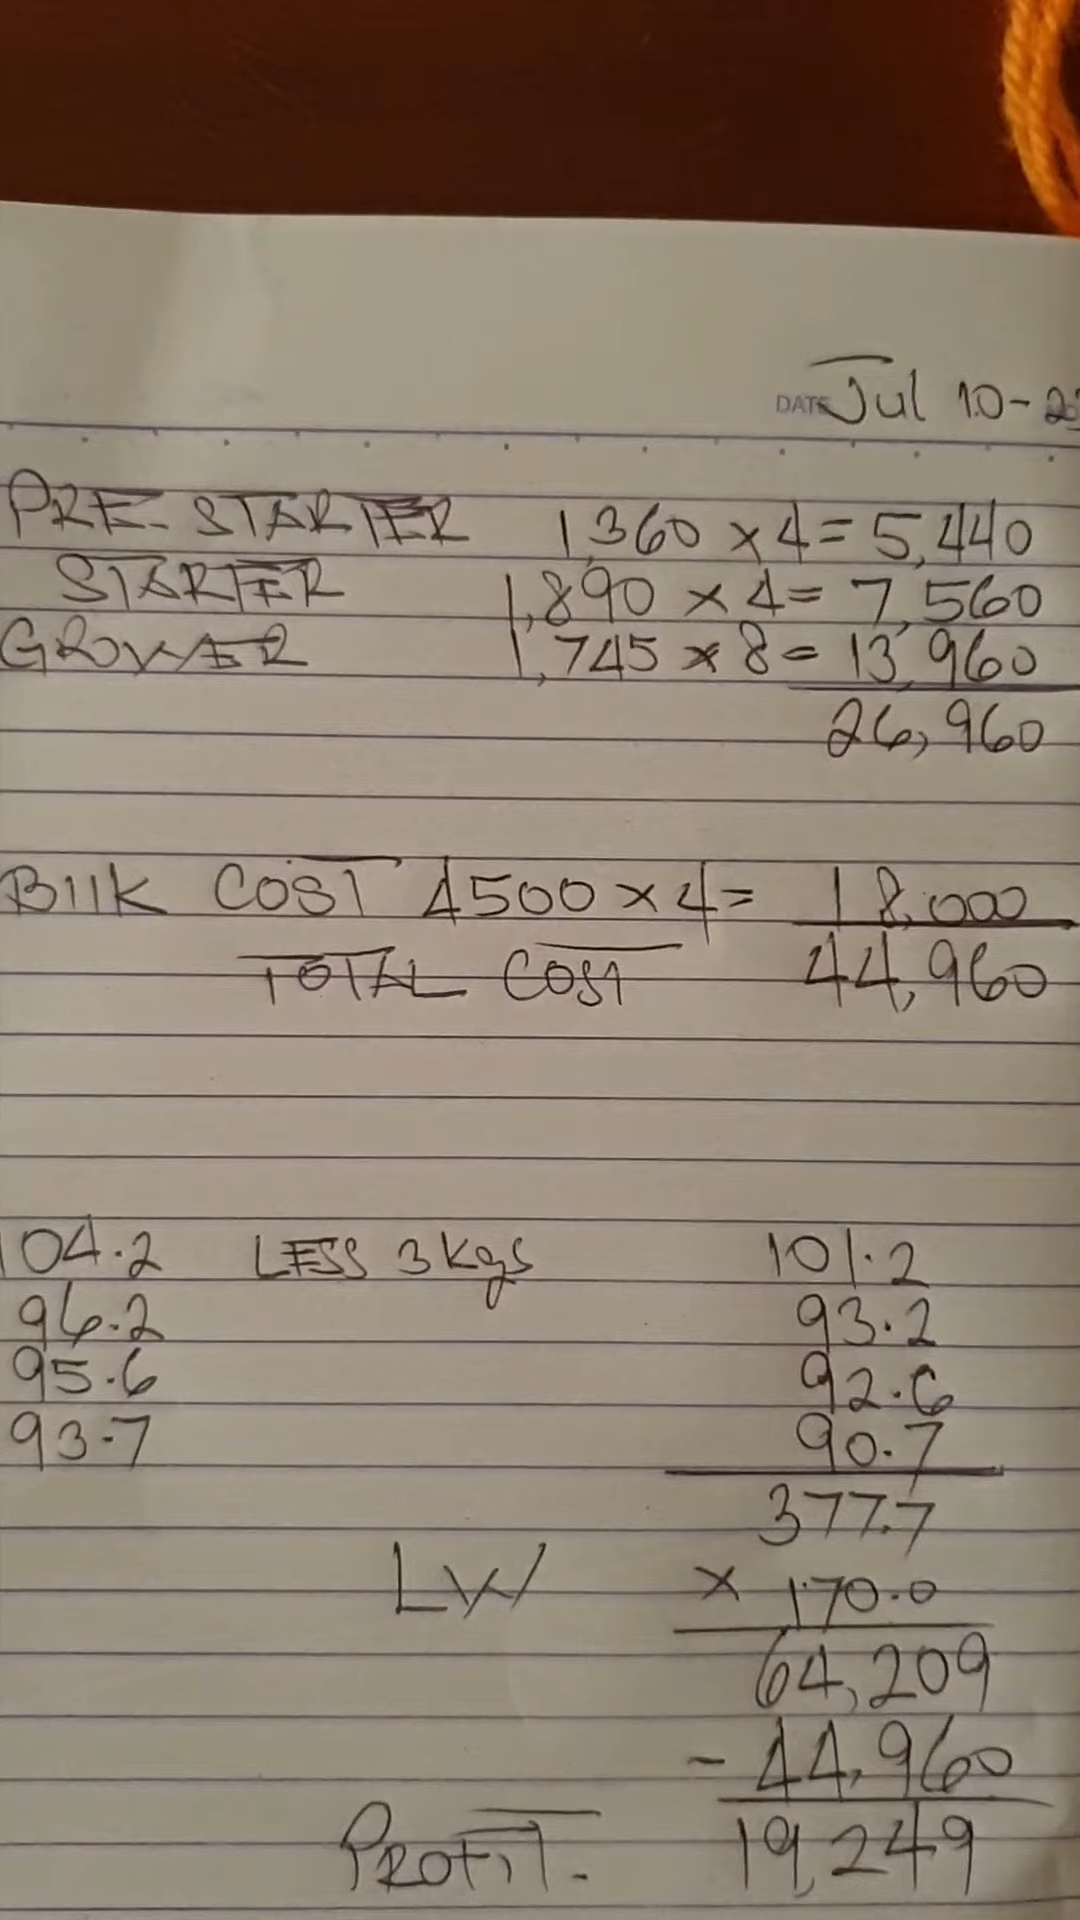 DATE Jul 10-
PRE-STARTER 1,360 x 4 = 5,440
STARTER 1,890 x 4 = 7,560
GROWER 1,745 x 8 = 13,960
26,960
BIIK COST 4500 x 4 = 18,000
TOTAL COST 44,960
104.2 LESS 3 kgs 101.2
96.2 93.2
95.6 92.6
93.7 90.7
377.7
LW x 170.0
64,209
- 44,960
PROFIT. 19,249